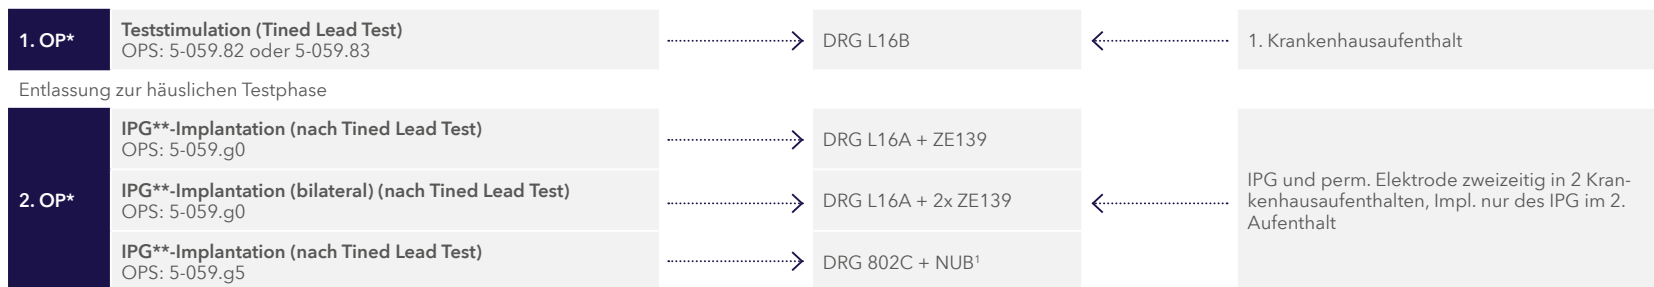 1. OP*
Teststimulation (Tined Lead Test)
OPS: 5-059.82 oder 5-059.83
DRG L16B
1. Krankenhausaufenthalt
Entlassung zur häuslichen Testphase
2. OP*
IPG**-Implantation (nach Tined Lead Test)
OPS: 5-059.g0
DRG L16A + ZE139
IPG**-Implantation (bilateral) (nach Tined Lead Test)
OPS: 5-059.g0
DRG L16A + 2x ZE139
IPG**-Implantation (nach Tined Lead Test)
OPS: 5-059.g5
DRG 802C + NUB¹
IPG und perm. Elektrode zweizeitig in 2 Kran-
kenhausaufenthalten, Impl. nur des IPG im 2.
Aufenthalt